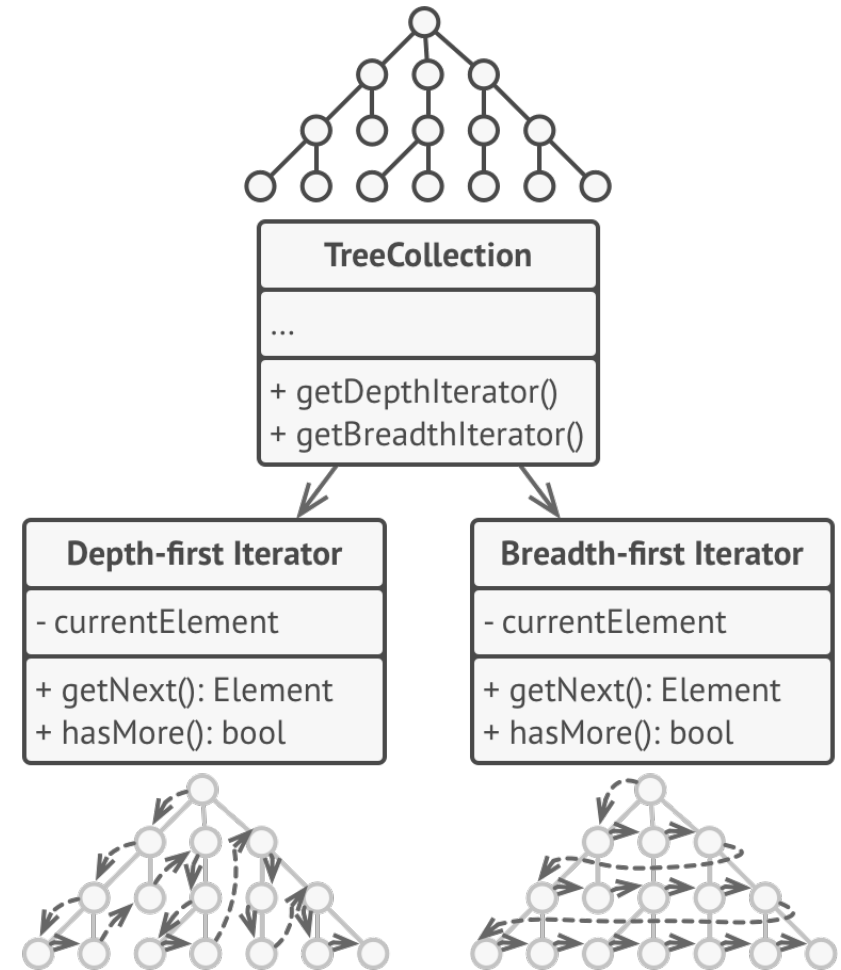 TreeCollection
...
+ getDepthIterator()
+ getBreadthIterator()
Depth-first Iterator
- currentElement
+ getNext(): Element
+ hasMore(): bool
Breadth-first Iterator
- currentElement
+ getNext(): Element
+ hasMore(): bool